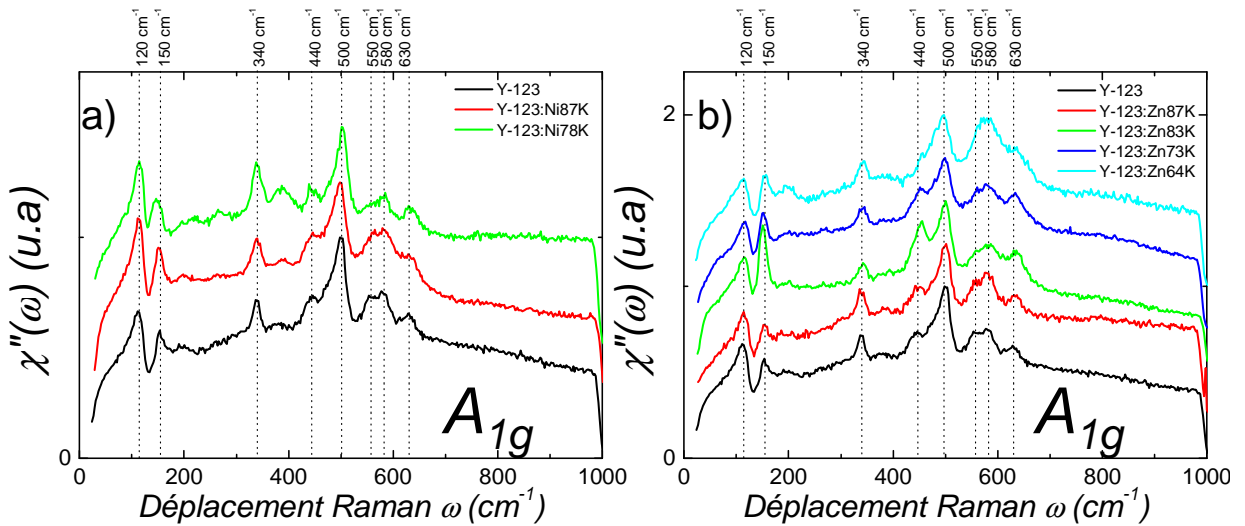 120 cm⁻¹
150 cm⁻¹
340 cm⁻¹
440 cm⁻¹
500 cm⁻¹
550 cm⁻¹
580 cm⁻¹
630 cm⁻¹
a)
Y-123
Y-123:Ni87K
Y-123:Ni78K
χ''(ω) (u.a)
A1g
0
0 200 400 600 800 1000
Déplacement Raman ω (cm⁻¹)
120 cm⁻¹
150 cm⁻¹
340 cm⁻¹
440 cm⁻¹
500 cm⁻¹
550 cm⁻¹
580 cm⁻¹
630 cm⁻¹
b)
Y-123
Y-123:Zn87K
Y-123:Zn83K
Y-123:Zn73K
Y-123:Zn64K
χ''(ω) (u.a)
A1g
2
0
0 200 400 600 800 1000
Déplacement Raman ω (cm⁻¹)